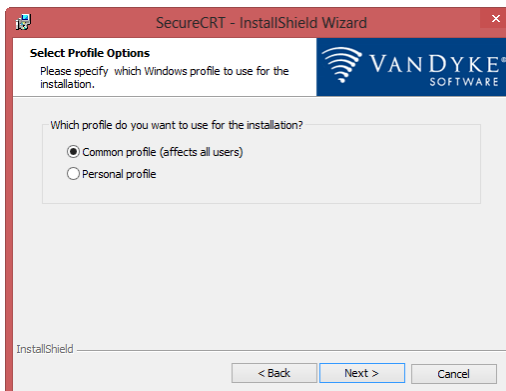 SecureCRT - InstallShield Wizard
Select Profile Options
Please specify which Windows profile to use for the
installation.
VANDYKE®
SOFTWARE
Which profile do you want to use for the installation?
Common profile (affects all users)
Personal profile
InstallShield
< Back
Next >
Cancel